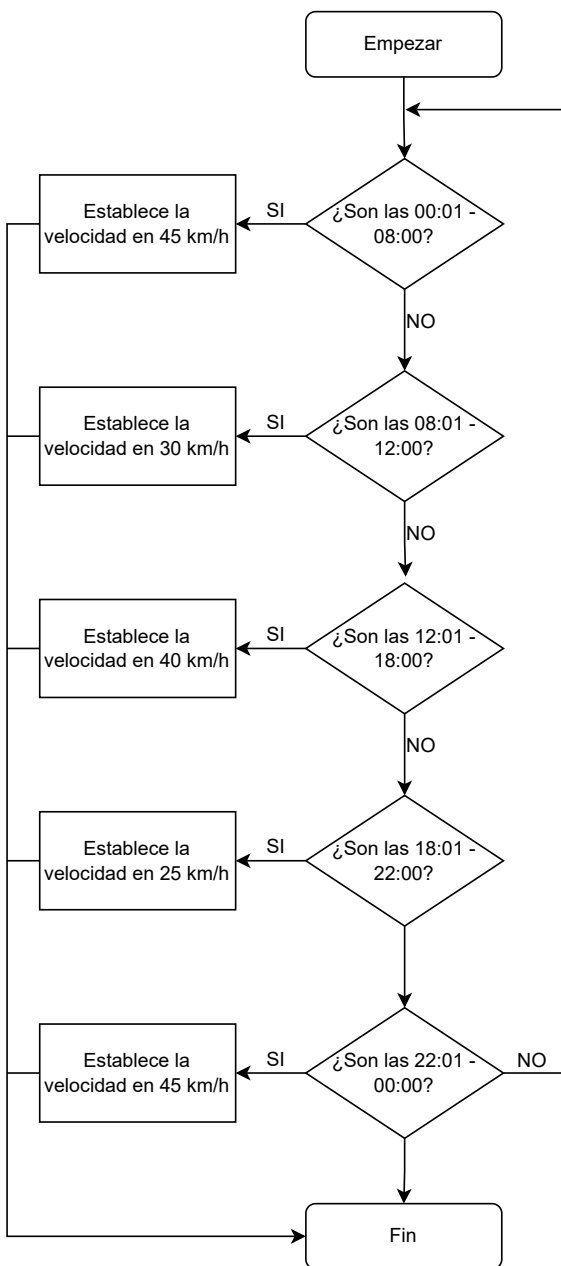 Empezar
Establece la
velocidad en 45 km/h
SI
¿Son las 00:01 -
08:00?
NO
Establece la
velocidad en 30 km/h
SI
¿Son las 08:01 -
12:00?
NO
Establece la
velocidad en 40 km/h
SI
¿Son las 12:01 -
18:00?
NO
Establece la
velocidad en 25 km/h
SI
¿Son las 18:01 -
22:00?
Establece la
velocidad en 45 km/h
SI
¿Son las 22:01 -
00:00?
NO
Fin